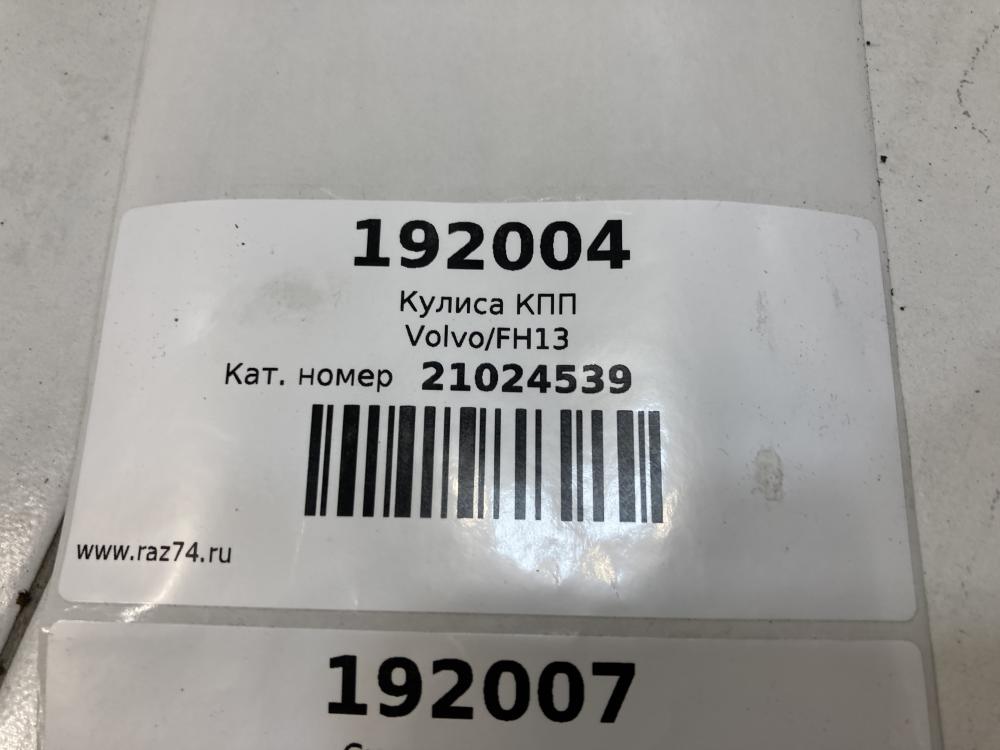 192004
Кулиса КПП
Volvo/FH13
Кат. номер 21024539
www.raz74.ru
192007